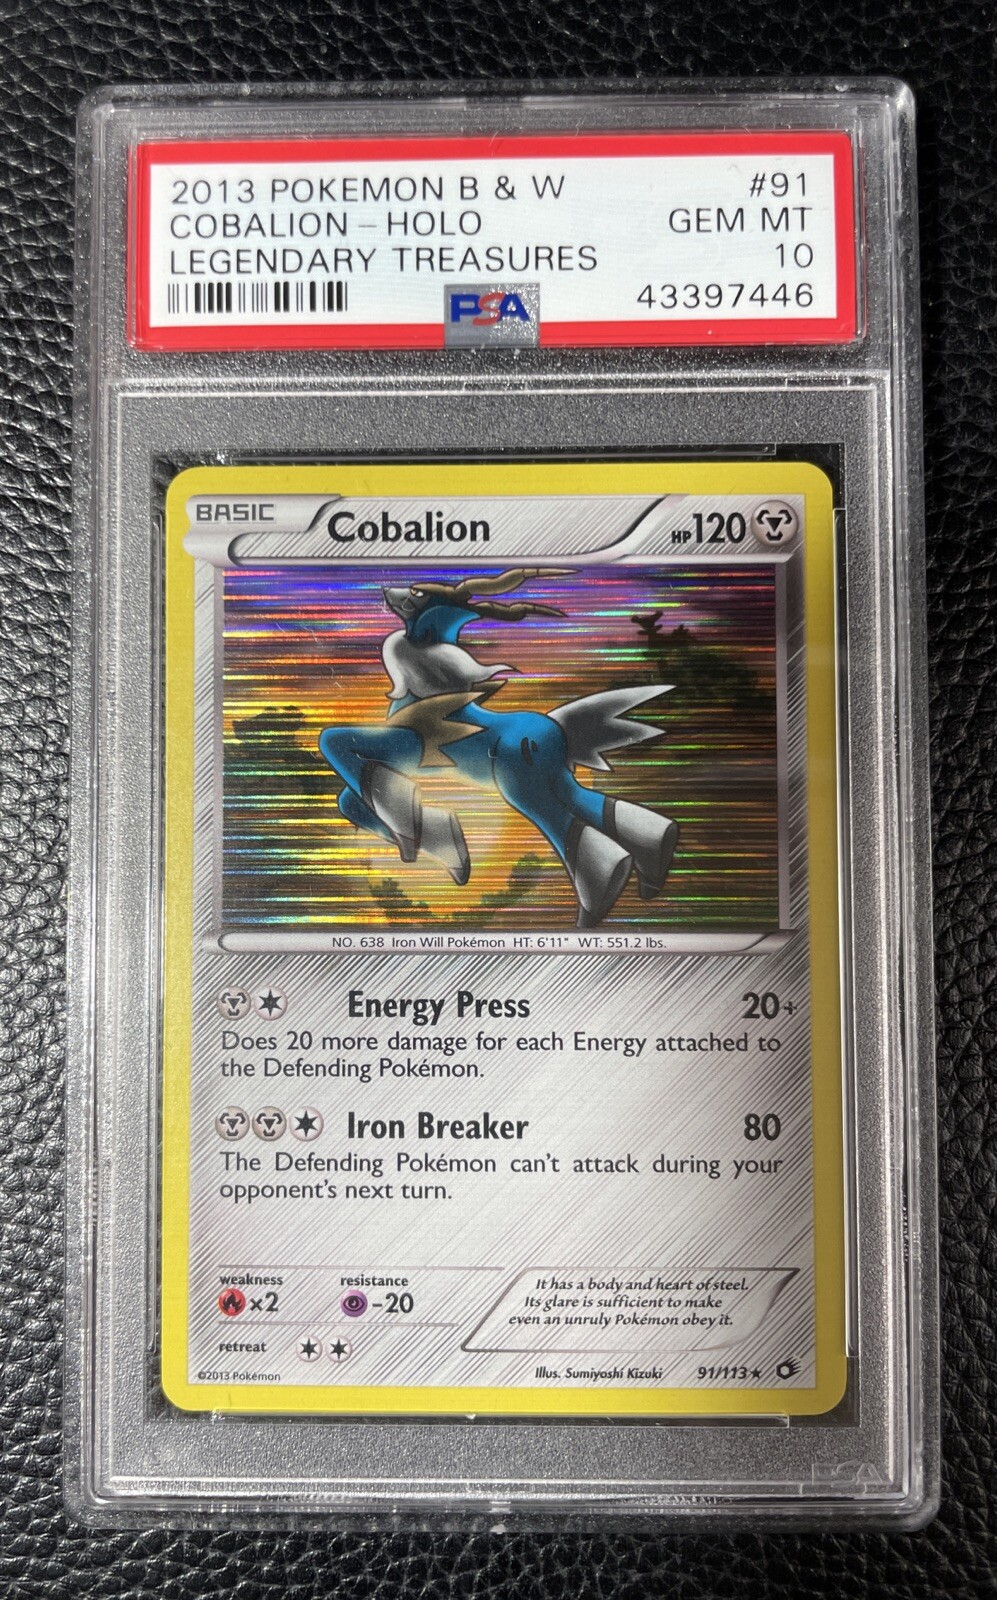 2013 POKEMON B & W #91
COBALION - HOLO GEM MT
LEGENDARY TREASURES 10
PSA 43397446
BASIC Cobalion HP120
NO. 638 Iron Will Pokémon HT: 6'11" WT: 551.2 lbs.
Energy Press 20+
Does 20 more damage for each Energy attached to
the Defending Pokémon.
Iron Breaker 80
The Defending Pokémon can't attack during your
opponent's next turn.
weakness resistance
×2 -20
It has a body and heart of steel.
Its glare is sufficient to make
even an unruly Pokémon obey it.
retreat
©2013 Pokémon Illus. Sumiyoshi Kizuki 91/113★
PSA